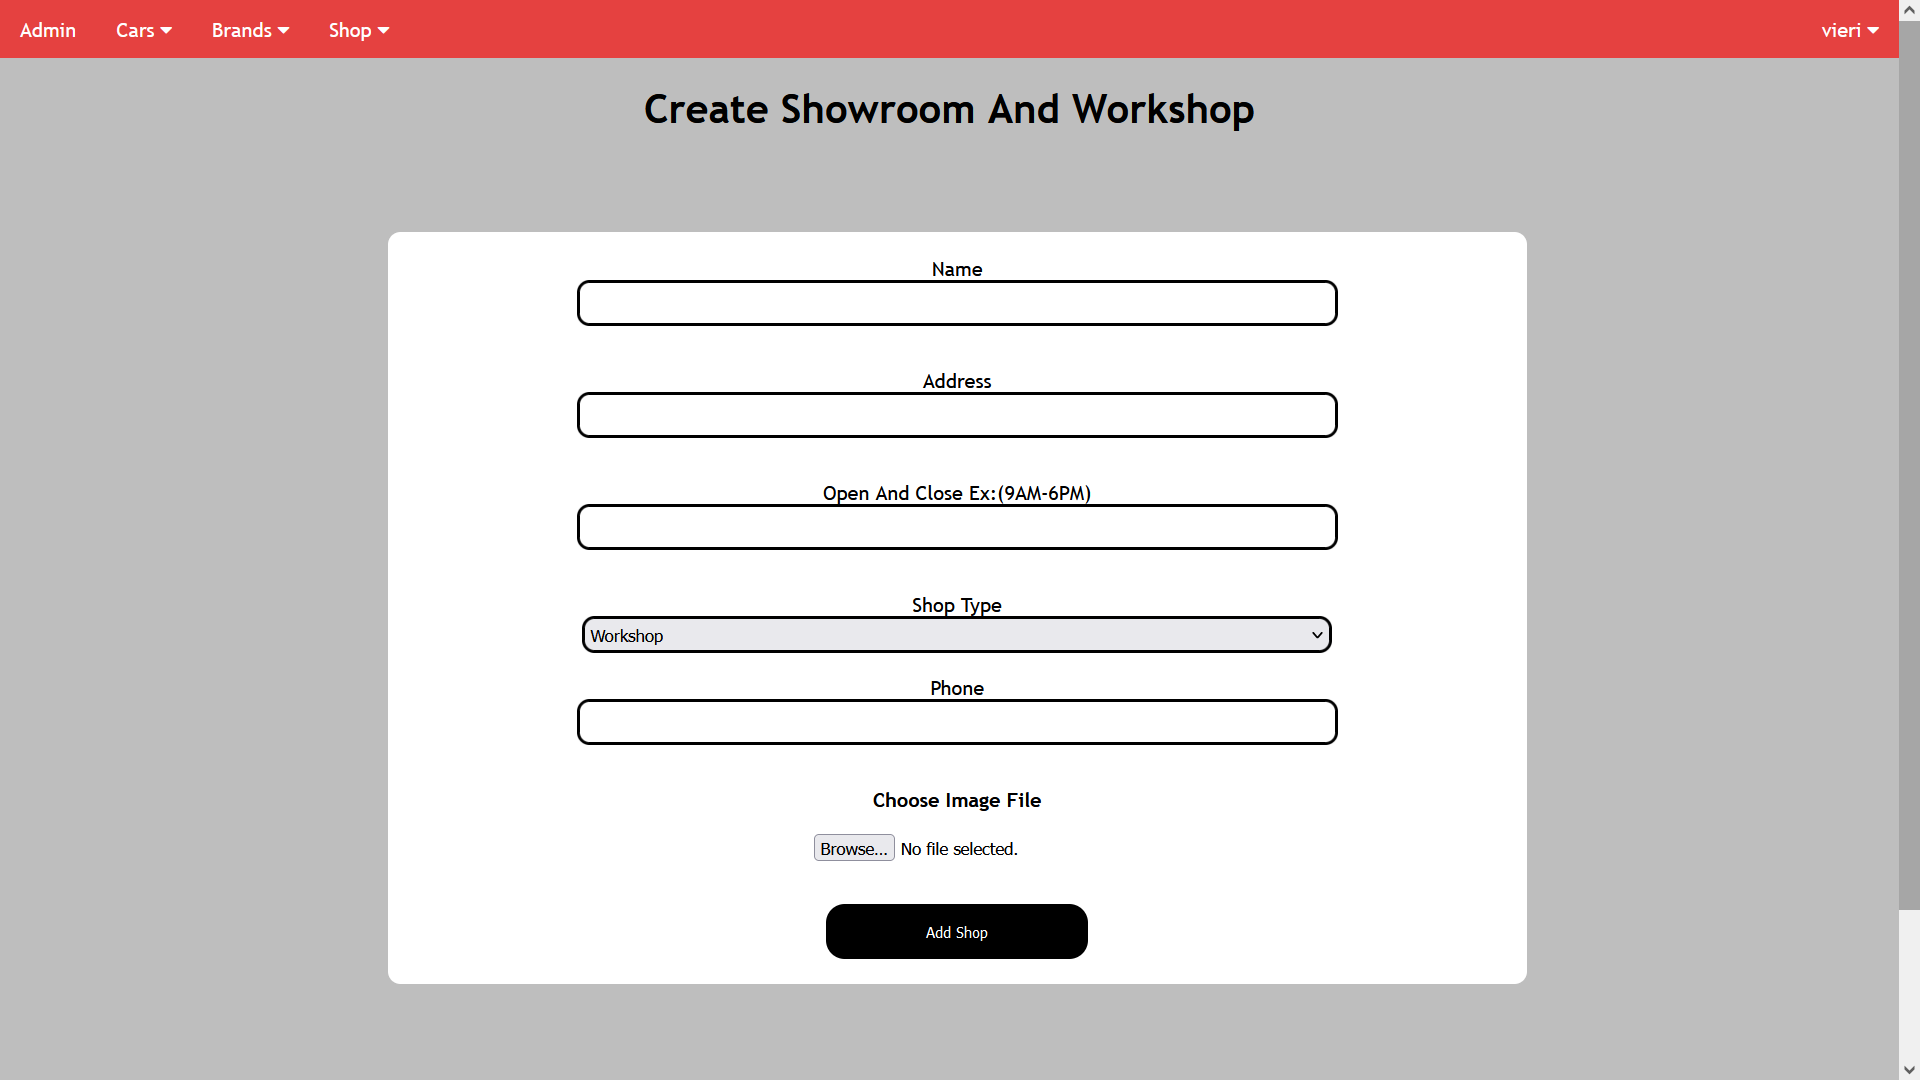 Admin Cars Brands Shop vieri
Create Showroom And Workshop
Name
Address
Open And Close Ex:(9AM-6PM)
Shop Type
Workshop
Phone
Choose Image File
Browse... No file selected.
Add Shop